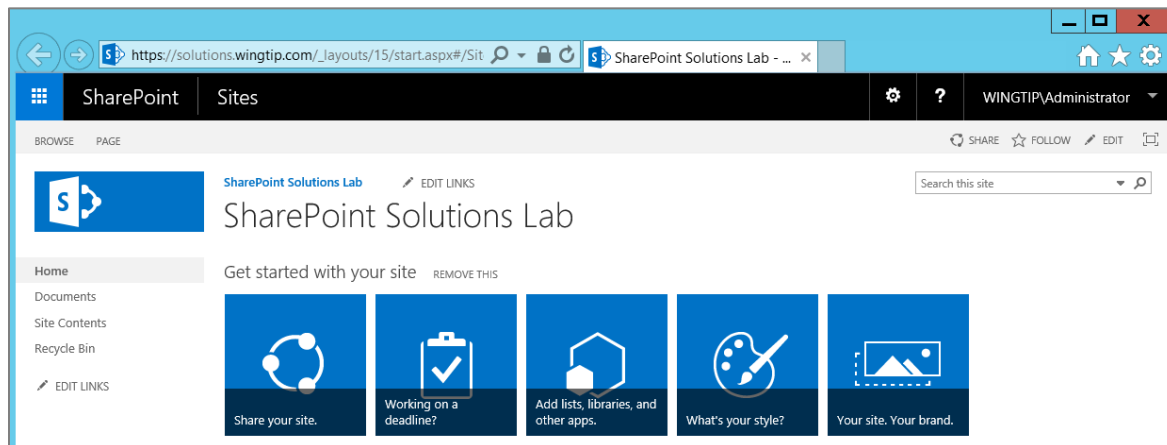 X
https://solutions.wingtip.com/_layouts/15/start.aspx#/Sit
SharePoint Solutions Lab - ...
SharePoint Sites ? WINGTIP\Administrator
BROWSE PAGE SHARE FOLLOW EDIT
S
SharePoint Solutions Lab EDIT LINKS
Search this site
SharePoint Solutions Lab
Home
Documents
Site Contents
Recycle Bin
EDIT LINKS
Get started with your site REMOVE THIS
Share your site.
Working on a
deadline?
Add lists, libraries, and
other apps.
What's your style?
Your site. Your brand.